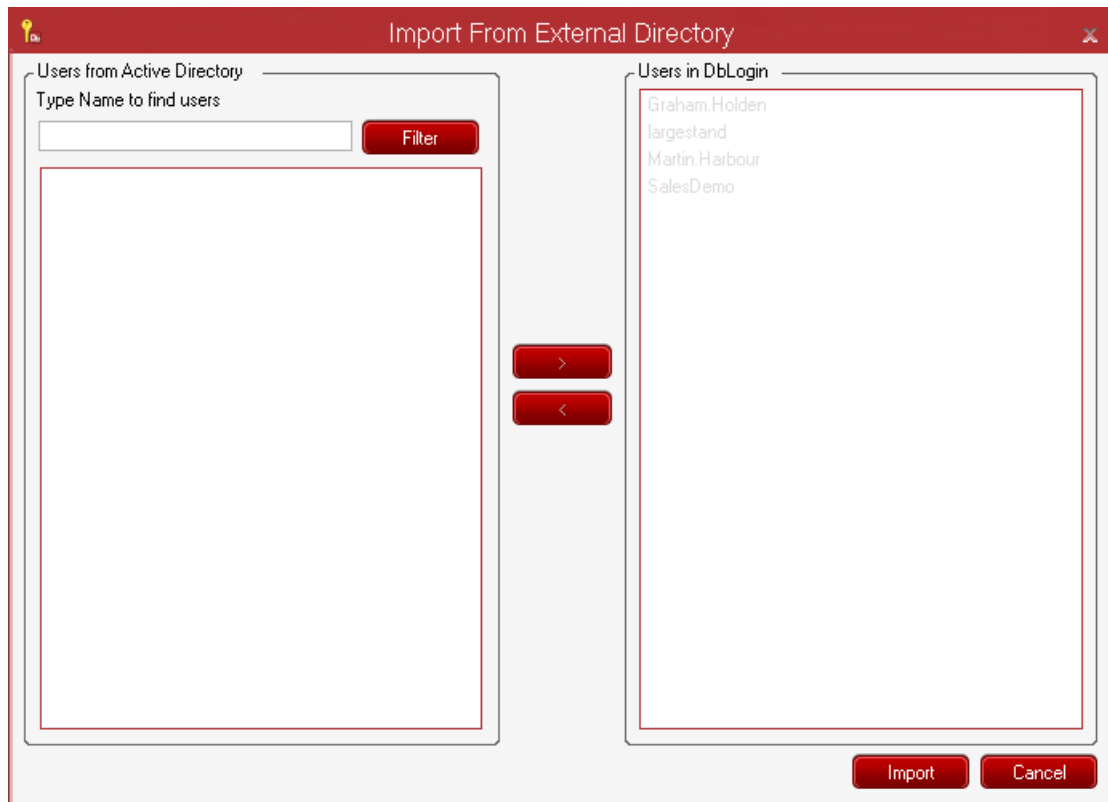 Import From External Directory
Users from Active Directory
Type Name to find users
Filter
Users in DbLogin
Graham.Holden
largestand
Martin.Harbour
SalesDemo
>
<
Import
Cancel